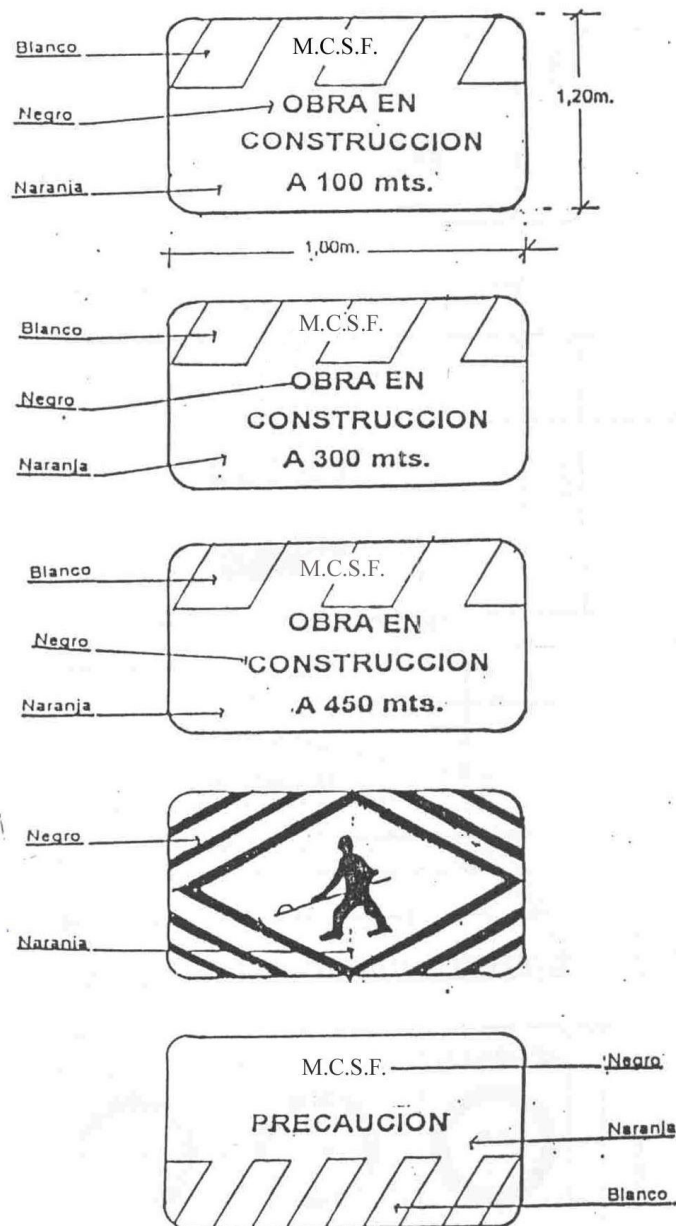 Blanco
M.C.S.F.
Negro
OBRA EN
CONSTRUCCION
Naranja
A 100 mts.
1,20m.
1,00m.
Blanco
M.C.S.F.
Negro
OBRA EN
CONSTRUCCION
Naranja
A 300 mts.
Blanco
M.C.S.F.
OBRA EN
Negro
CONSTRUCCION
Naranja
A 450 mts.
Negro
Naranja
M.C.S.F.
Negro
PRECAUCION
Naranja
Blanco